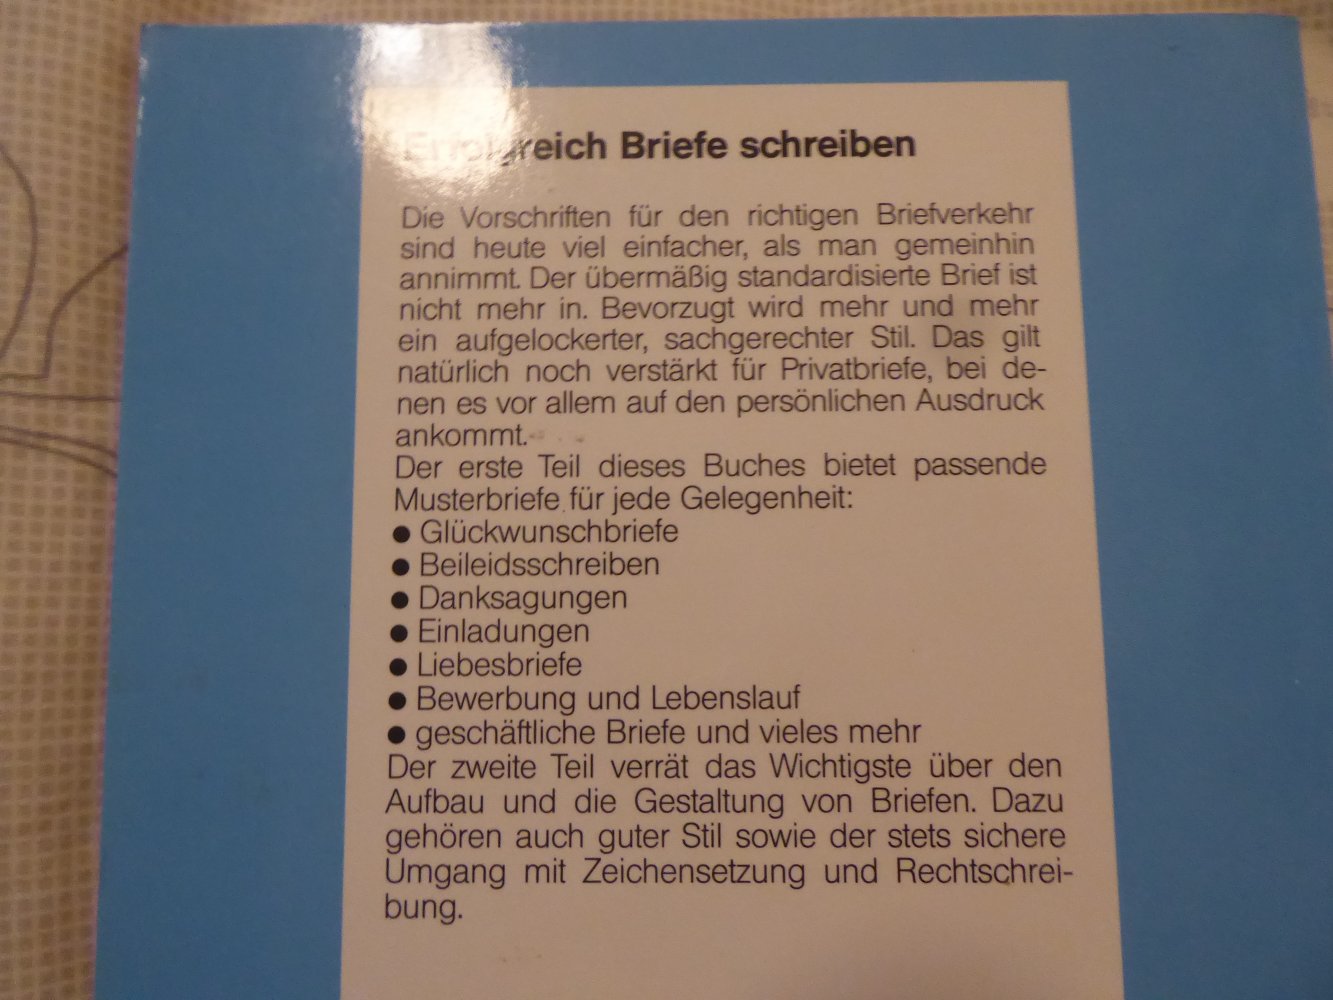 Erfolgreich Briefe schreiben
Die Vorschriften für den richtigen Briefverkehr
sind heute viel einfacher, als man gemeinhin
annimmt. Der übermäßig standardisierte Brief ist
nicht mehr in. Bevorzugt wird mehr und mehr
ein aufgelockerter, sachgerechter Stil. Das gilt
natürlich noch verstärkt für Privatbriefe, bei de-
nen es vor allem auf den persönlichen Ausdruck
ankommt.
Der erste Teil dieses Buches bietet passende
Musterbriefe für jede Gelegenheit:
● Glückwunschbriefe
● Beileidsschreiben
● Danksagungen
● Einladungen
● Liebesbriefe
● Bewerbung und Lebenslauf
● geschäftliche Briefe und vieles mehr
Der zweite Teil verrät das Wichtigste über den
Aufbau und die Gestaltung von Briefen. Dazu
gehören auch guter Stil sowie der stets sichere
Umgang mit Zeichensetzung und Rechtschrei-
bung.